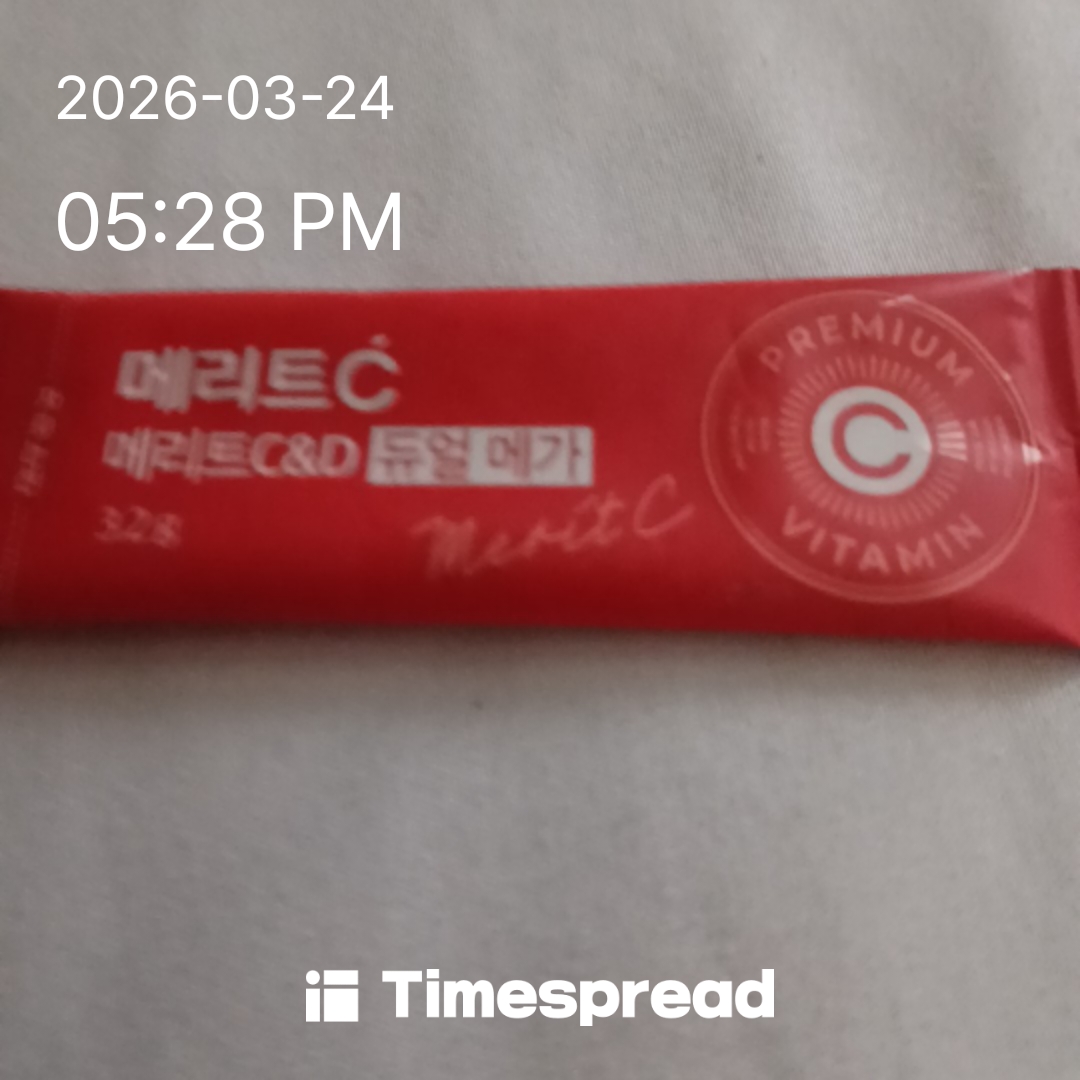 2026-03-24
05:28 PM
메리트C
메리트C&D 듀얼 메가
Merit C
PREMIUM
C
VITAMIN
Timespread